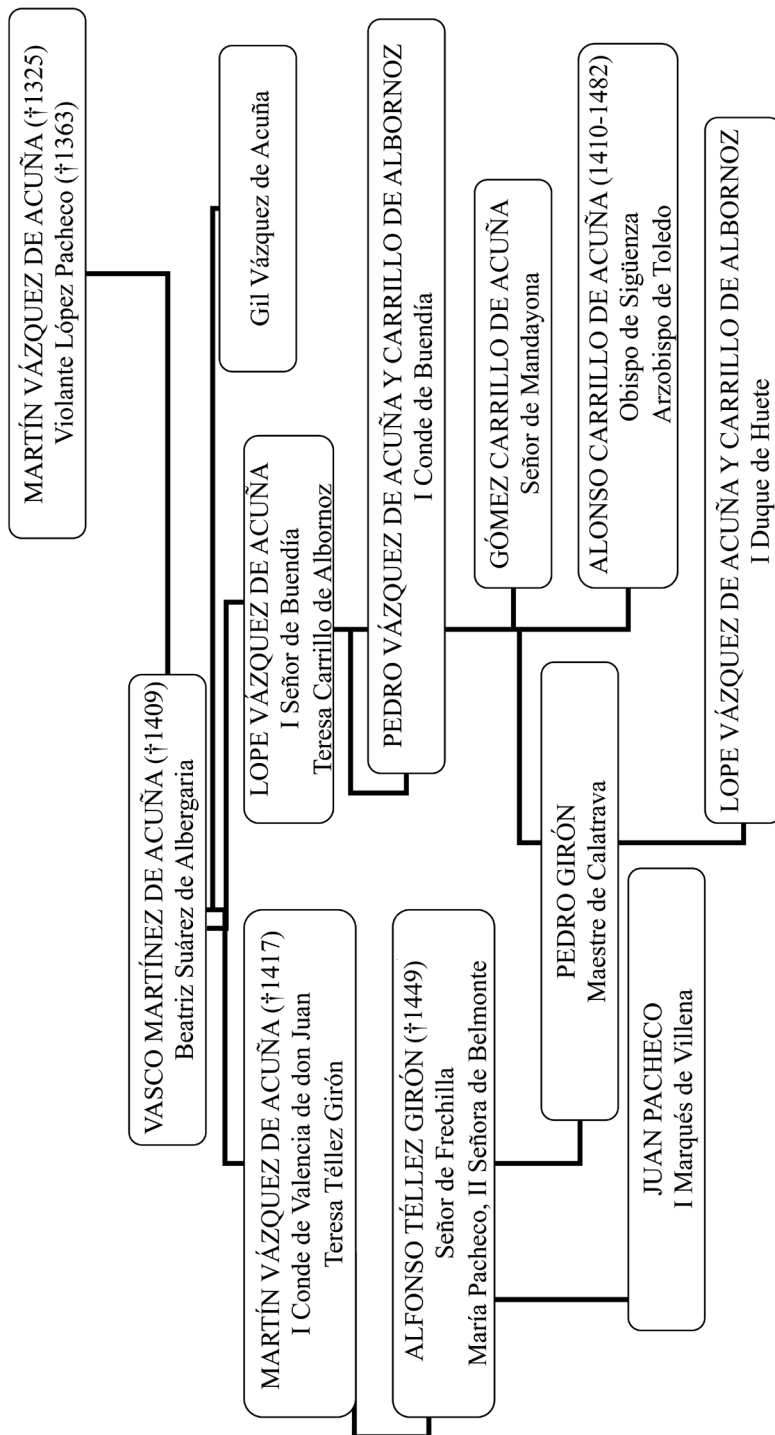 MARTÍN VÁZQUEZ DE ACUÑA (†1325)
Violante López Pacheco (†1363)
VASCO MARTÍNEZ DE ACUÑA (†1409)
Beatriz Suárez de Albergaria
MARTÍN VÁZQUEZ DE ACUÑA (†1417)
I Conde de Valencia de don Juan
Teresa Téllez Girón
LOPE VÁZQUEZ DE ACUÑA
I Señor de Buendía
Teresa Carrillo de Albornoz
Gil Vázquez de Acuña
ALFONSO TÉLLEZ GIRÓN (†1449)
Señor de Frechilla
María Pacheco, II Señora de Belmonte
PEDRO VÁZQUEZ DE ACUÑA Y CARRILLO DE ALBORNOZ
I Conde de Buendía
GÓMEZ CARRILLO DE ACUÑA
Señor de Mandayona
PEDRO GIRÓN
Maestre de Calatrava
ALONSO CARRILLO DE ACUÑA (1410-1482)
Obispo de Sigüenza
Arzobispo de Toledo
JUAN PACHECO
I Marqués de Villena
LOPE VÁZQUEZ DE ACUÑA Y CARRILLO DE ALBORNOZ
I Duque de Huete